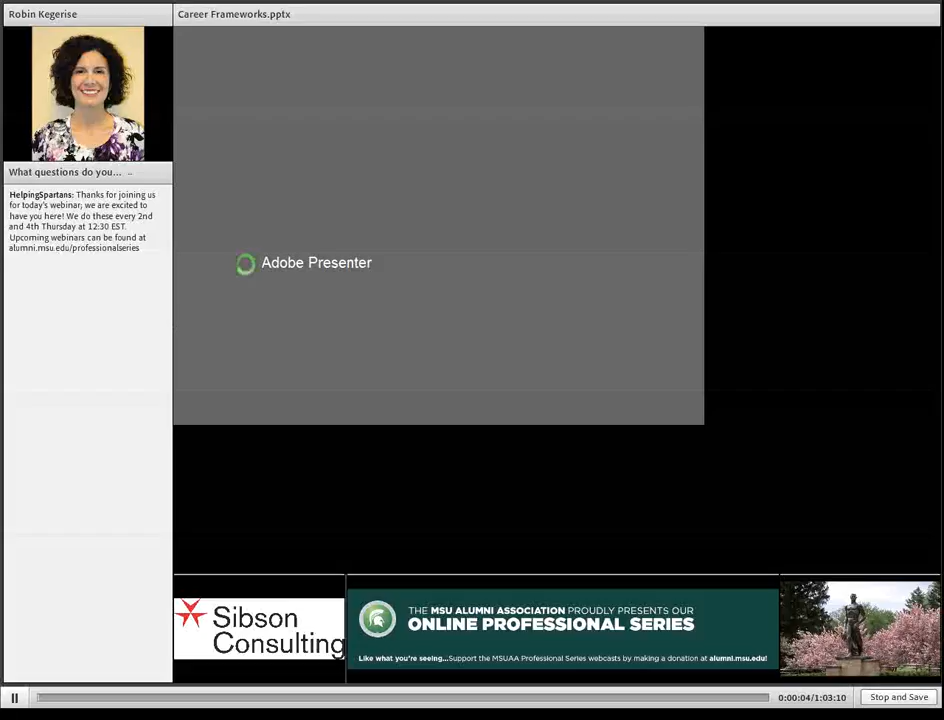 Robin Kegerise
Career Frameworks.pptx
What questions do you... ...
HelpingSpartans: Thanks for joining us
for today's webinar; we are excited to
have you here! We do these every 2nd
and 4th Thursday at 12:30 EST.
Upcoming webinars can be found at
alumni.msu.edu/professionalseries
Adobe Presenter
Sibson
Consulting
THE MSU ALUMNI ASSOCIATION PROUDLY PRESENTS OUR
ONLINE PROFESSIONAL SERIES
Like what you're seeing...Support the MSUAA Professional Series webcasts by making a donation at alumni.msu.edu!
0:00:04/1:03:10
Stop and Save